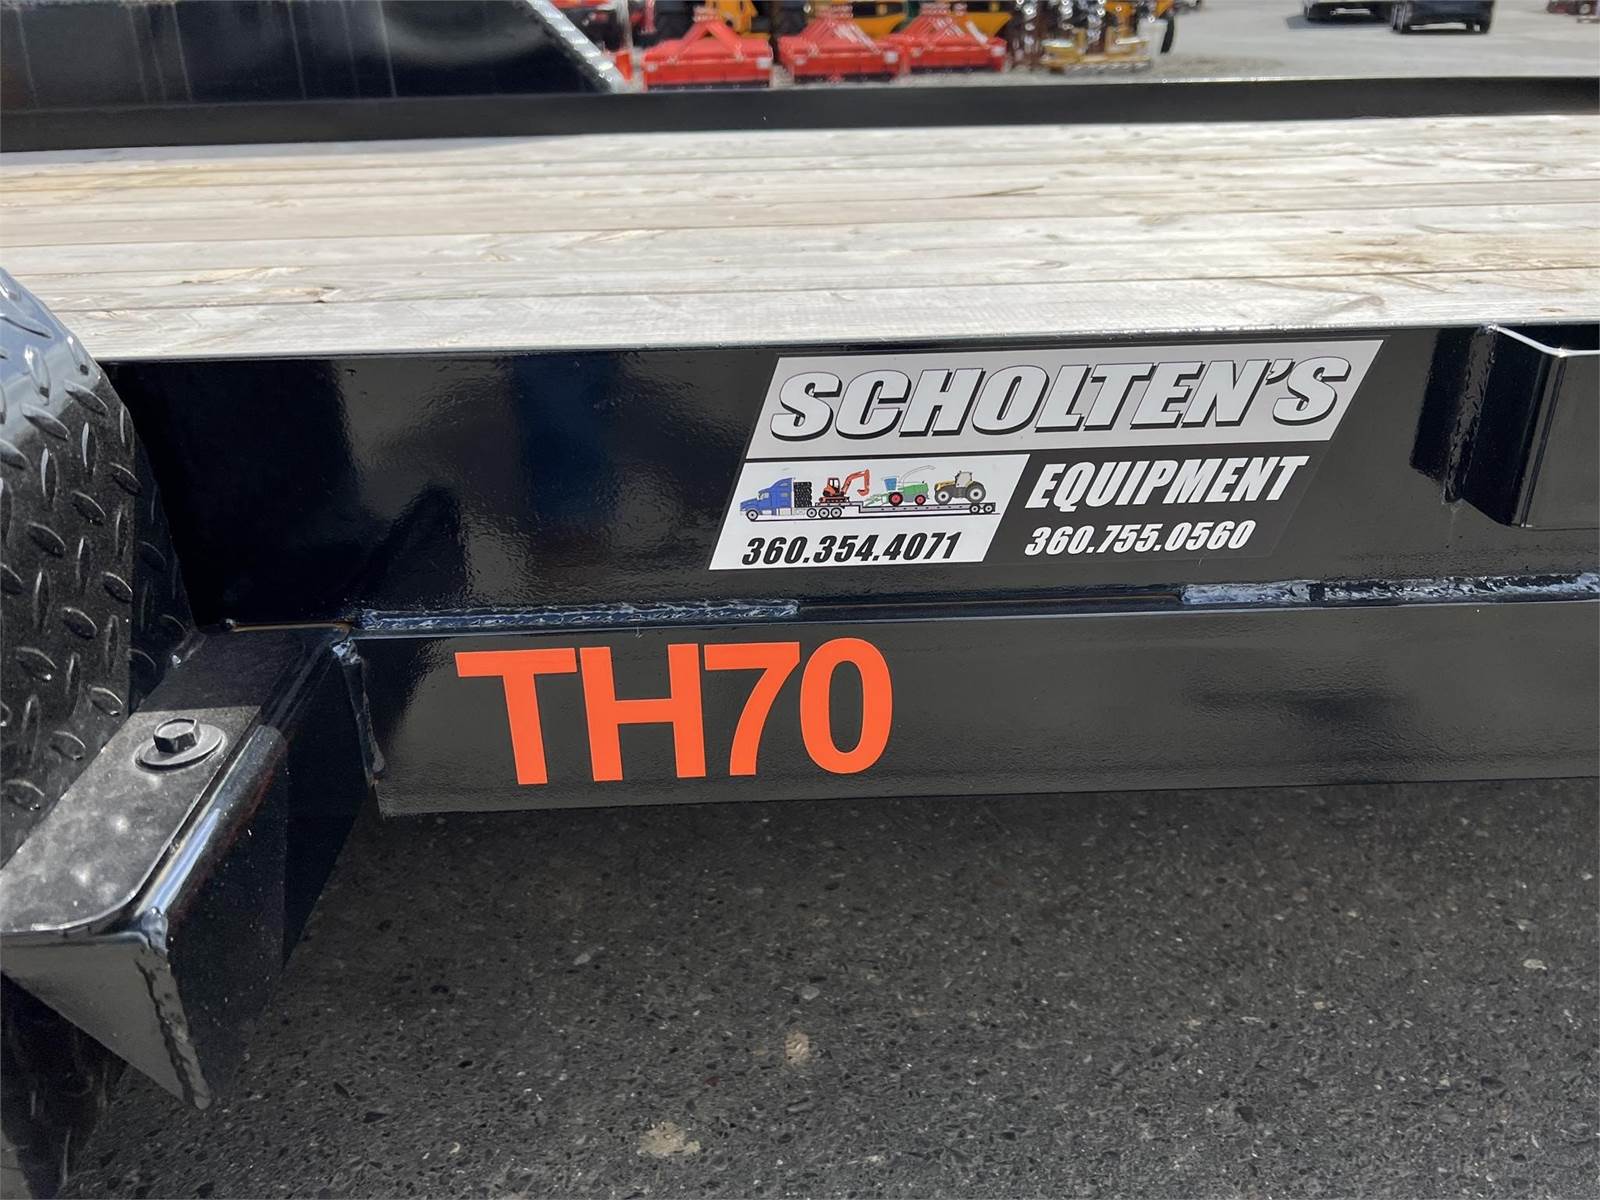 SCHOLTEN'S
EQUIPMENT
360.354.4071
360.755.0560
TH70